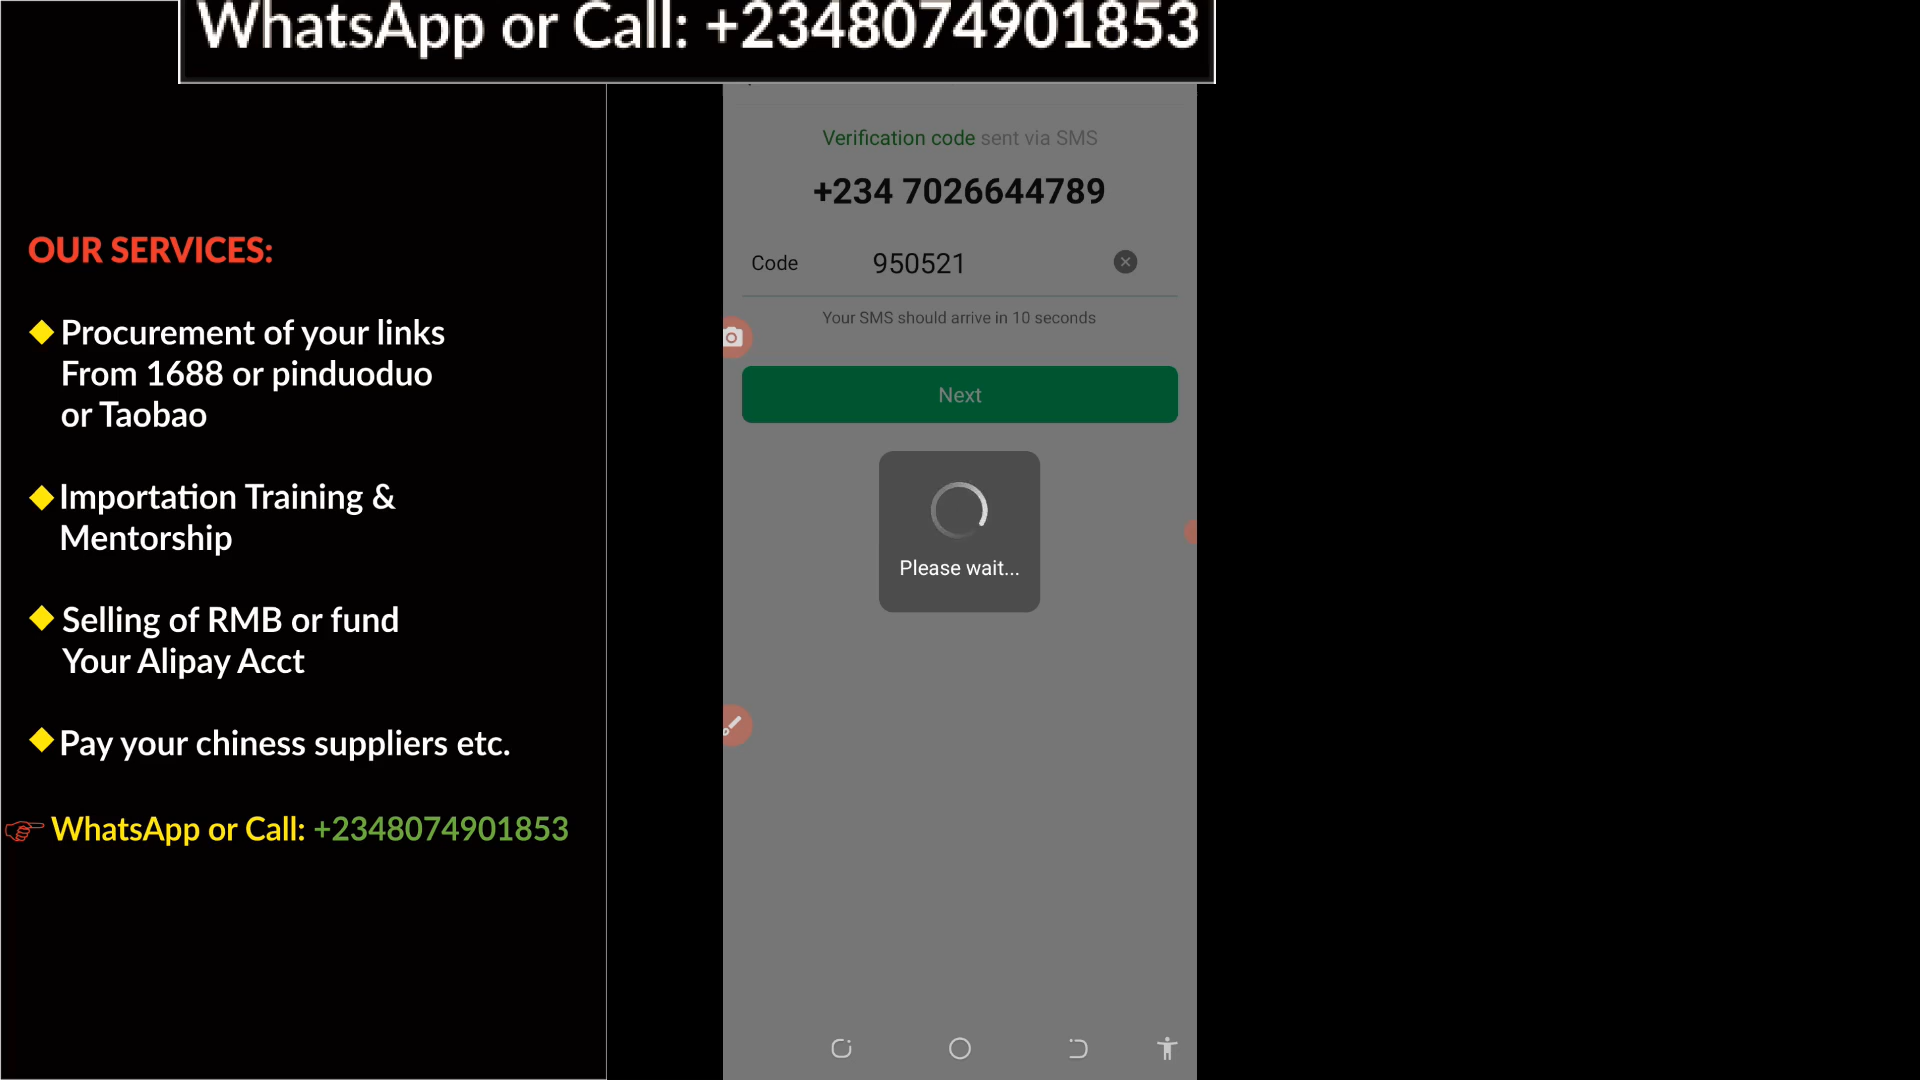 WhatsApp or Call: +2348074901853
OUR SERVICES:
Procurement of your links
From 1688 or pinduoduo
or Taobao
Importation Training &
Mentorship
Selling of RMB or fund
Your Alipay Acct
Pay your chiness suppliers etc.
WhatsApp or Call: +2348074901853
Verification code sent via SMS
+234 7026644789
Code 950521
Your SMS should arrive in 10 seconds
Next
Please wait...